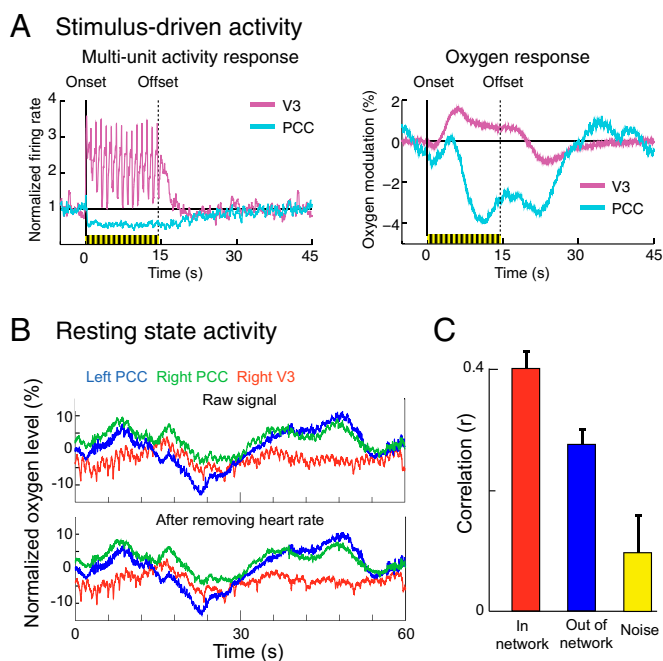 A Stimulus-driven activity
Multi-unit activity response
Onset Offset
V3
PCC
Normalized firing rate
4
3
2
1
0 15 30 45
Time (s)
Oxygen response
Onset Offset
V3
PCC
Oxygen modulation (%)
2
0
−2
−4
0 15 30 45
Time (s)
B Resting state activity
Left PCC Right PCC Right V3
Raw signal
10
0
-10
After removing heart rate
10
0
-10
Normalized oxygen level (%)
0 30 60
Time (s)
C
Correlation (r)
0.4
0
In network
Out of network
Noise